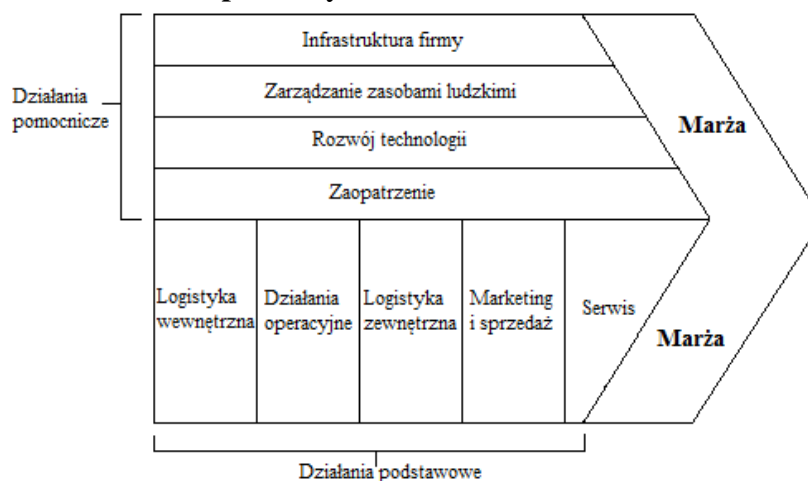 Infrastruktura firmy
Zarządzanie zasobami ludzkimi
Rozwój technologii
Zaopatrzenie
Działania
pomocnicze
Marża
Logistyka
wewnętrzna
Działania
operacyjne
Logistyka
zewnętrzna
Marketing
i sprzedaż
Serwis
Marża
Działania podstawowe